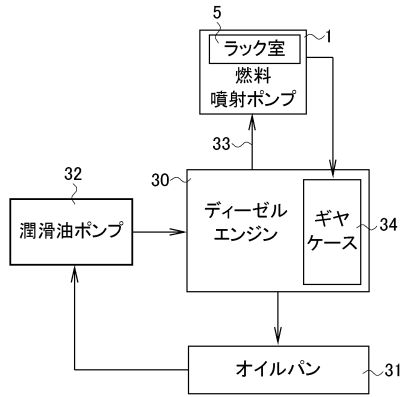 5
1
ラック室
燃料
噴射ポンプ
33
30
32
潤滑油ポンプ
ディーゼル
エンジン
ギヤ
ケース
34
オイルパン
31